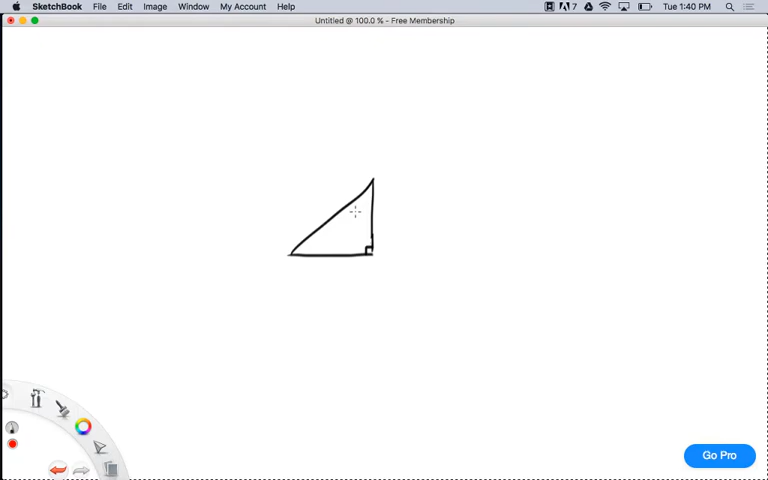 SketchBook File Edit Image Window My Account Help 7 Tue 1:40 PM
Untitled @ 100.0 % - Free Membership
Go Pro